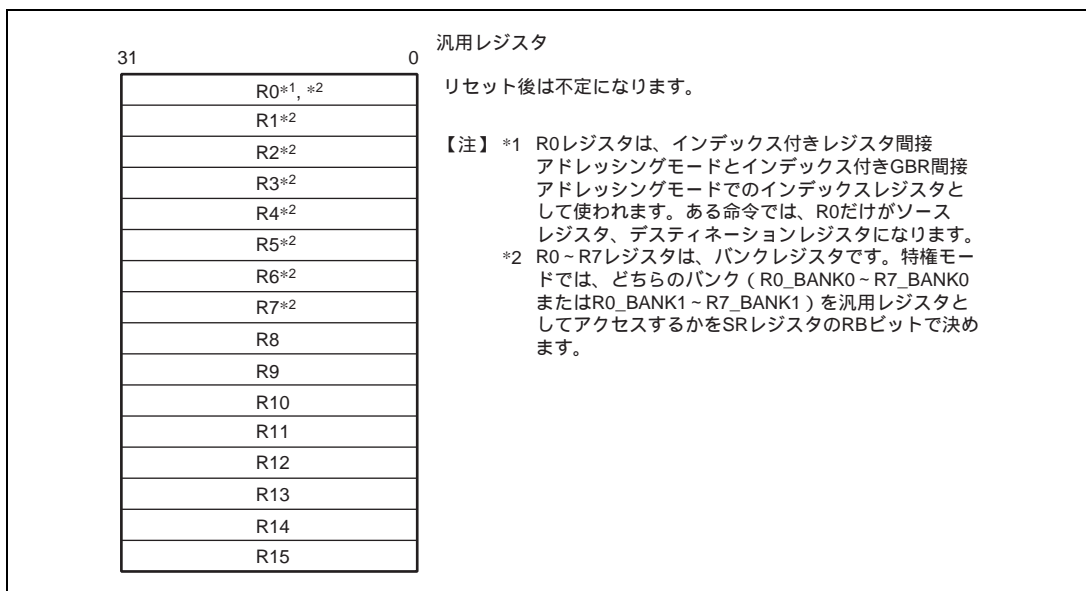 汎用レジスタ
31 0
リセット後は不定になります。
R0*1, *2
R1*2
R2*2
R3*2
R4*2
R5*2
R6*2
R7*2
R8
R9
R10
R11
R12
R13
R14
R15
【注】 *1 R0レジスタは、インデックス付きレジスタ間接
アドレッシングモードとインデックス付きGBR間接
アドレッシングモードでのインデックスレジスタと
して使われます。ある命令では、R0だけがソース
レジスタ、デスティネーションレジスタになります。
*2 R0~R7レジスタは、バンクレジスタです。特権モー
ドでは、どちらのバンク（R0_BANK0~R7_BANK0
またはR0_BANK1~R7_BANK1）を汎用レジスタと
してアクセスするかをSRレジスタのRBビットで決め
ます。